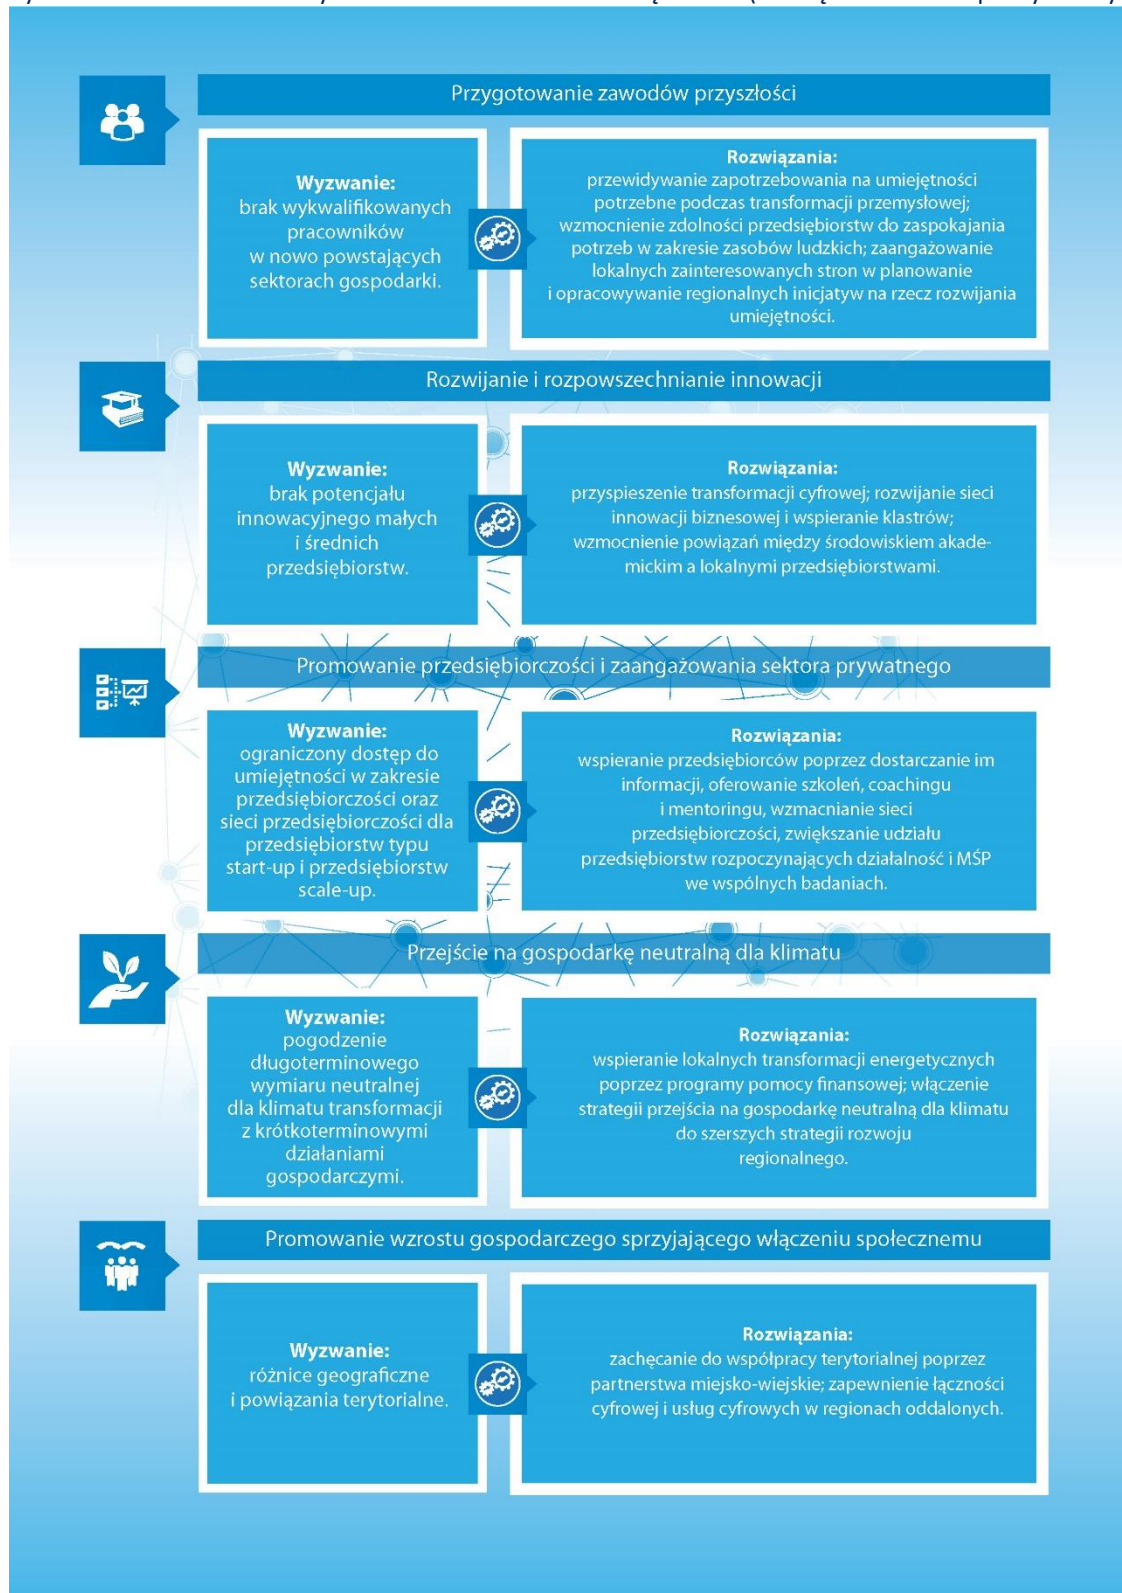 Przygotowanie zawodów przyszłości
Wyzwanie:
brak wykwalifikowanych
pracowników
w nowo powstających
sektorach gospodarki.
Rozwiązania:
przewidywanie zapotrzebowania na umiejętności
potrzebne podczas transformacji przemysłowej;
wzmocnienie zdolności przedsiębiorstw do zaspokajania
potrzeb w zakresie zasobów ludzkich; zaangażowanie
lokalnych zainteresowanych stron w planowanie
i opracowywanie regionalnych inicjatyw na rzecz rozwijania
umiejętności.
Rozwijanie i rozpowszechnianie innowacji
Wyzwanie:
brak potencjału
innowacyjnego małych
i średnich
przedsiębiorstw.
Rozwiązania:
przyspieszenie transformacji cyfrowej; rozwijanie sieci
innowacji biznesowej i wspieranie klastrów;
wzmocnienie powiązań między środowiskiem akade-
mickim a lokalnymi przedsiębiorstwami.
Promowanie przedsiębiorczości i zaangażowania sektora prywatnego
Wyzwanie:
ograniczony dostęp do
umiejętności w zakresie
przedsiębiorczości oraz
sieci przedsiębiorczości dla
przedsiębiorstw typu
start-up i przedsiębiorstw
scale-up.
Rozwiązania:
wspieranie przedsiębiorców poprzez dostarczanie im
informacji, oferowanie szkoleń, coachingu
i mentoringu, wzmacnianie sieci
przedsiębiorczości, zwiększanie udziału
przedsiębiorstw rozpoczynających działalność i MŚP
we wspólnych badaniach.
Przejście na gospodarkę neutralną dla klimatu
Wyzwanie:
pogodzenie
długoterminowego
wymiaru neutralnej
dla klimatu transformacji
z krótkoterminowymi
działaniami
gospodarczymi.
Rozwiązania:
wspieranie lokalnych transformacji energetycznych
poprzez programy pomocy finansowej; włączenie
strategii przejścia na gospodarkę neutralną dla klimatu
do szerszych strategii rozwoju
regionalnego.
Promowanie wzrostu gospodarczego sprzyjającego włączeniu społecznemu
Wyzwanie:
różnice geograficzne
i powiązania terytorialne.
Rozwiązania:
zachęcanie do współpracy terytorialnej poprzez
partnerstwa miejsko-wiejskie; zapewnienie łączności
cyfrowej i usług cyfrowych w regionach oddalonych.